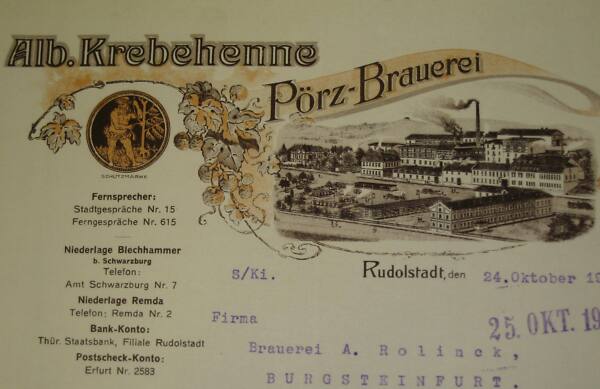 Alb. Krebehenne
Pörz-Brauerei
SCHUTZMARKE
Fernsprecher:
Stadtgespräche Nr. 15
Ferngespräche Nr. 615
Niederlage Blechhammer
b. Schwarzburg
Telefon:
Amt Schwarzburg Nr. 7
Niederlage Remda
Telefon: Remda Nr. 2
Bank-Konto:
Thür. Staatsbank, Filiale Rudolstadt
Postscheck-Konto:
Erfurt Nr. 2583
S/Ki.
Rudolstadt, den 24.Oktober 19
Firma
25. OKT. 19
Brauerei A. Rolinck,
BURGSTEINFURT.